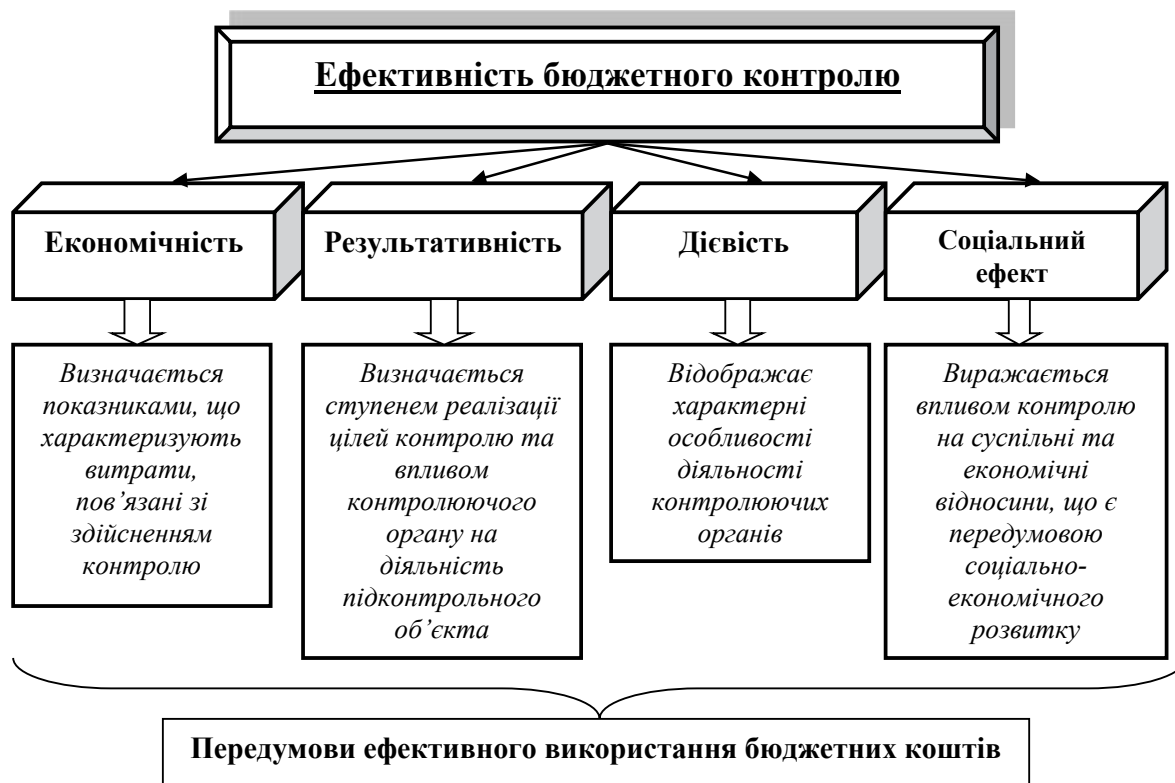 Ефективність бюджетного контролю
Економічність
Результативність
Дієвість
Соціальний
ефект
Визначається
показниками, що
характеризують
витрати,
пов’язані зі
здійсненням
контролю
Визначається
ступенем реалізації
цілей контролю та
впливом
контролюючого
органу на
діяльність
підконтрольного
об’єкта
Відображає
характерні
особливості
діяльності
контролюючих
органів
Виражається
впливом контролю
на суспільні та
економічні
відносини, що є
передумовою
соціально-
економічного
розвитку
Передумови ефективного використання бюджетних коштів